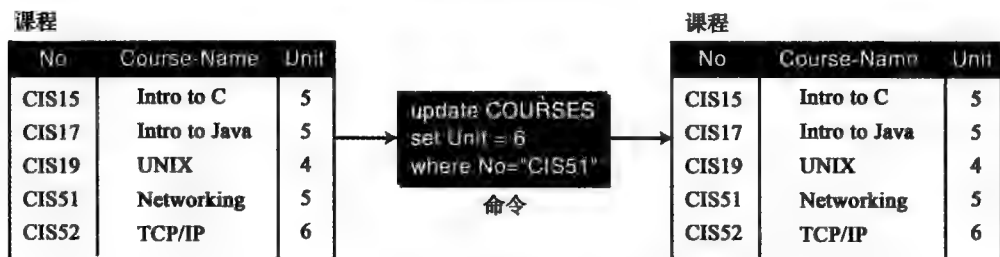 课程
No Course-Name Unit
CIS15 Intro to C 5
CIS17 Intro to Java 5
CIS19 UNIX 4
CIS51 Networking 5
CIS52 TCP/IP 6
update COURSES
set Unit = 6
where No="CIS51"
命令
课程
No Course-Name Unit
CIS15 Intro to C 5
CIS17 Intro to Java 5
CIS19 UNIX 4
CIS51 Networking 5
CIS52 TCP/IP 6